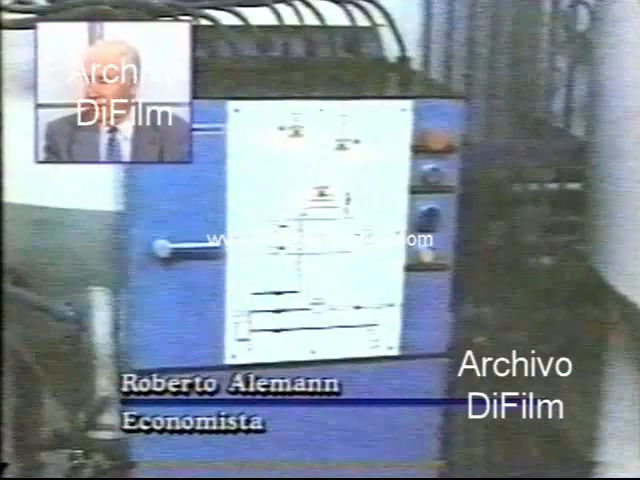 Archivo
DiFilm
Roberto Alemann
Economista
Archivo
DiFilm